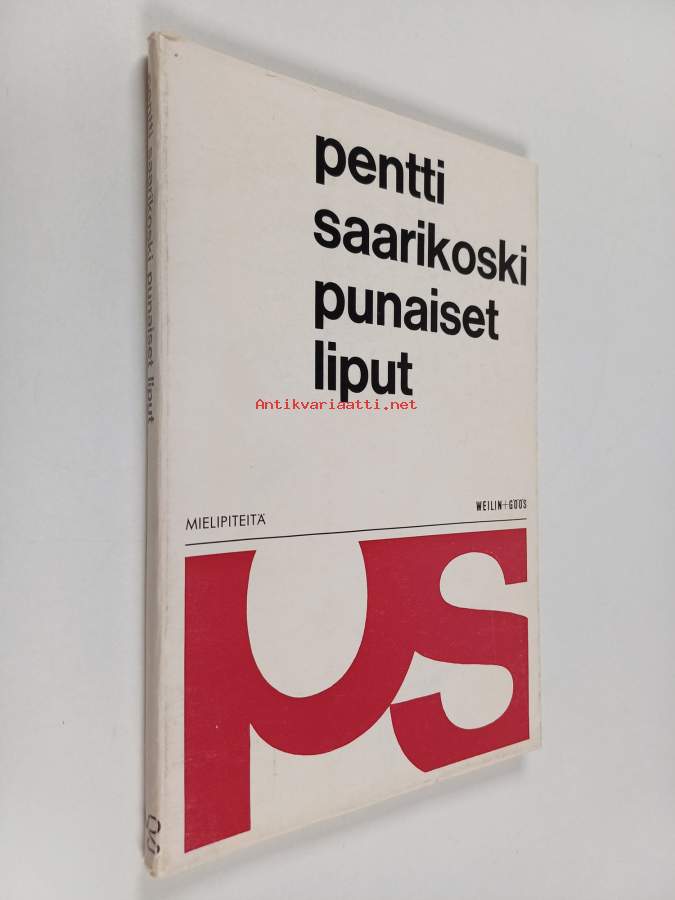 pentti
saarikoski
punaiset
liput
Antikvariaatti.net
MIELIPITEITÄ
WEILIN+GÖÖS
ps
pentti saarikoski punaiset liput